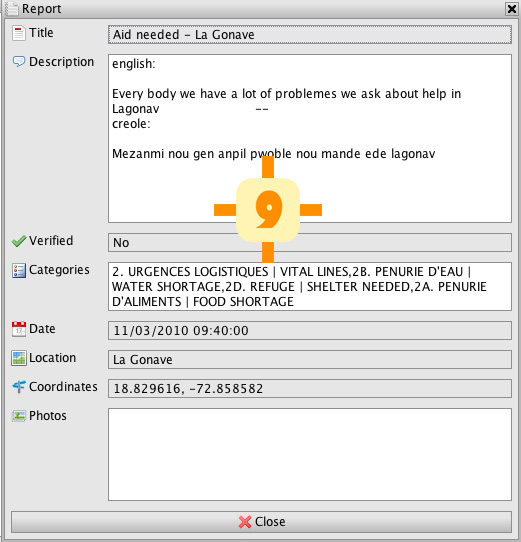 Report
Title
Aid needed - La Gonave
Description
english:
Every body we have a lot of problemes we ask about help in
Lagonav --
creole:
Mezanmi nou gen anpil pwoble nou mande ede lagonav
9
Verified
No
Categories
2. URGENCES LOGISTIQUES | VITAL LINES,2B. PENURIE D'EAU |
WATER SHORTAGE,2D. REFUGE | SHELTER NEEDED,2A. PENURIE
D'ALIMENTS | FOOD SHORTAGE
Date
11/03/2010 09:40:00
Location
La Gonave
Coordinates
18.829616, -72.858582
Photos
Close